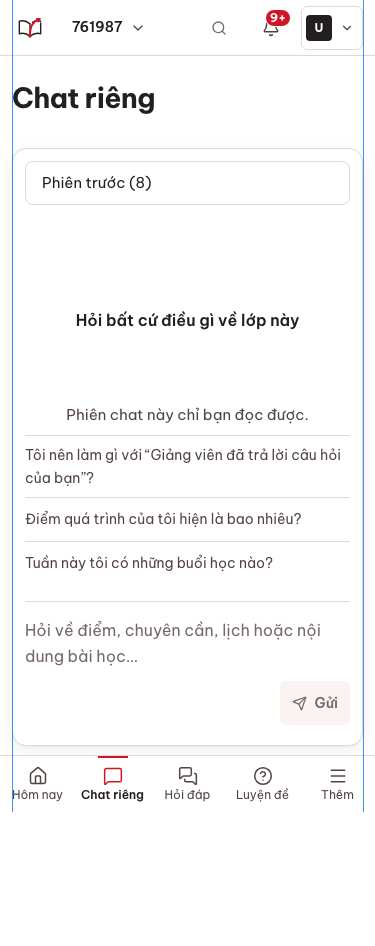 761987
9+
U
Chat riêng
Phiên trước (8)
Hỏi bất cứ điều gì về lớp này
Phiên chat này chỉ bạn đọc được.
Tôi nên làm gì với “Giảng viên đã trả lời câu hỏi
của bạn”?
Điểm quá trình của tôi hiện là bao nhiêu?
Tuần này tôi có những buổi học nào?
Hỏi về điểm, chuyên cần, lịch hoặc nội
dung bài học...
Gửi
Hôm nay
Chat riêng
Hỏi đáp
Luyện đề
Thêm